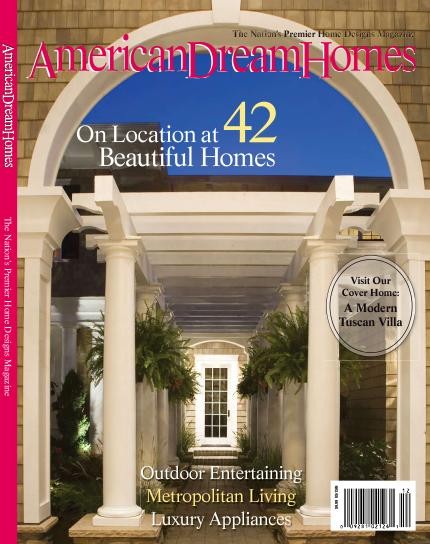 The Nation's Premier Home Designs Magazine
AmericanDreamHomes
On Location at 42
Beautiful Homes
Visit Our
Cover Home:
A Modern
Tuscan Villa
Outdoor Entertaining
Metropolitan Living
Luxury Appliances
12
AmericanDreamHomes
The Nation's Premier Home Designs Magazine